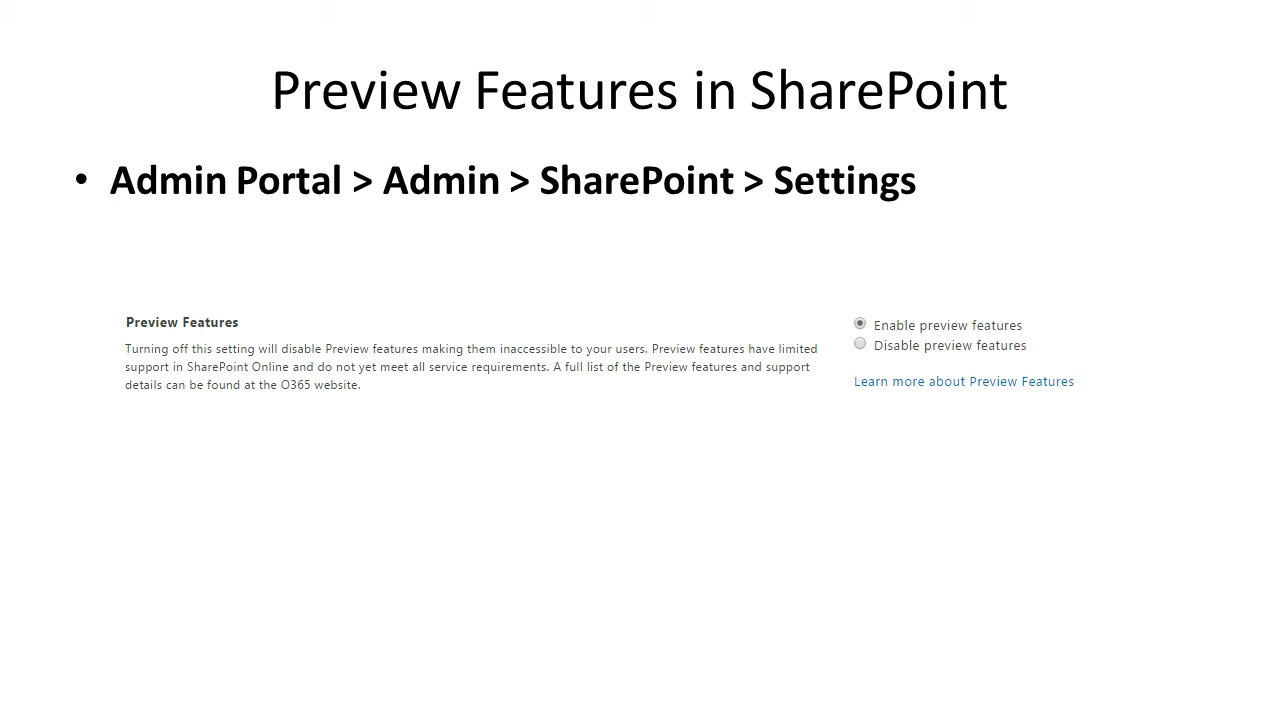 Preview Features in SharePoint
• Admin Portal > Admin > SharePoint > Settings
Preview Features
Turning off this setting will disable Preview features making them inaccessible to your users. Preview features have limited
support in SharePoint Online and do not yet meet all service requirements. A full list of the Preview features and support
details can be found at the O365 website.
Enable preview features
Disable preview features
Learn more about Preview Features